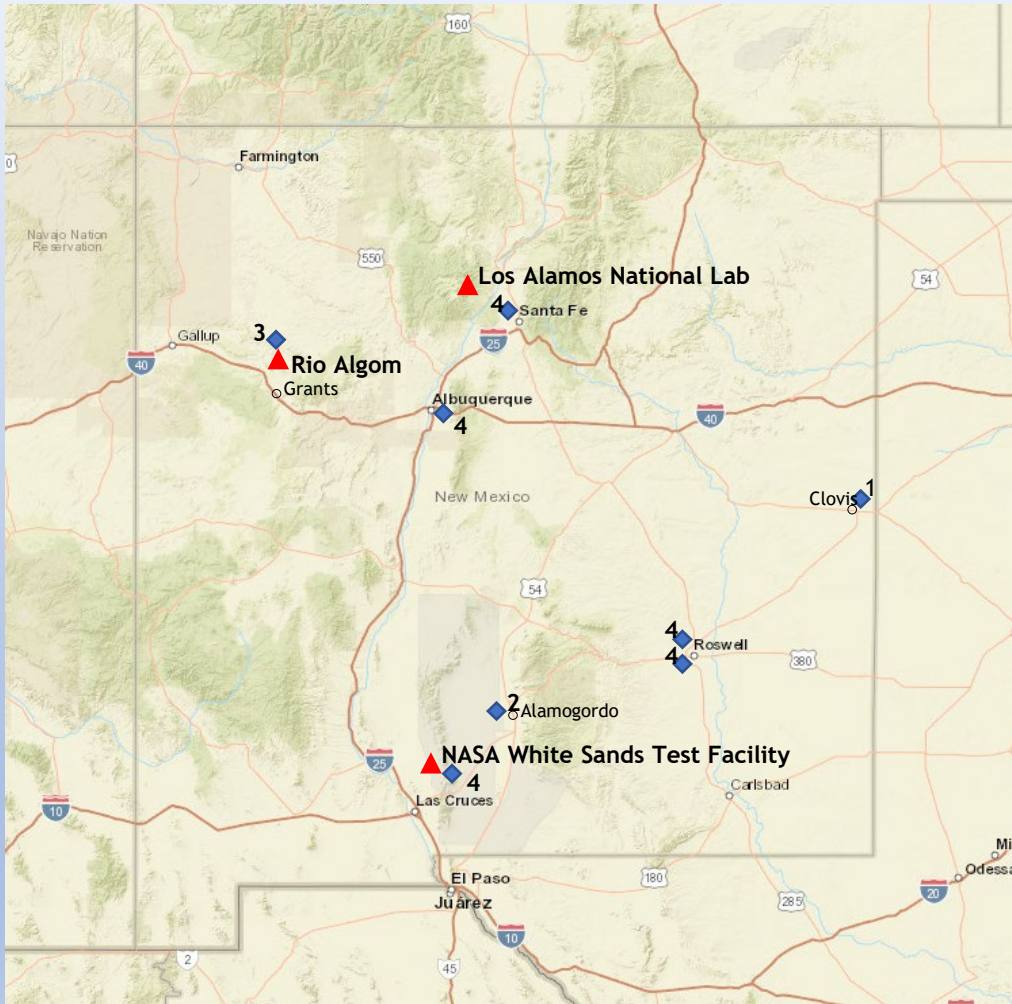 160
0
Farmington
Navajo Nation
Reservation
550
54
Los Alamos National Lab
4
Santa Fe
3
Gallup
25
40
Rio Algom
Grants
Albuquerque
4
40
New Mexico
1
Clovis
54
4
Roswell
4
380
2
Alamogordo
NASA White Sands Test Facility
25
4
Carlsbad
Las Cruces
10
Mi
Odessa
El Paso
180
20
Juárez
285
10
2
45